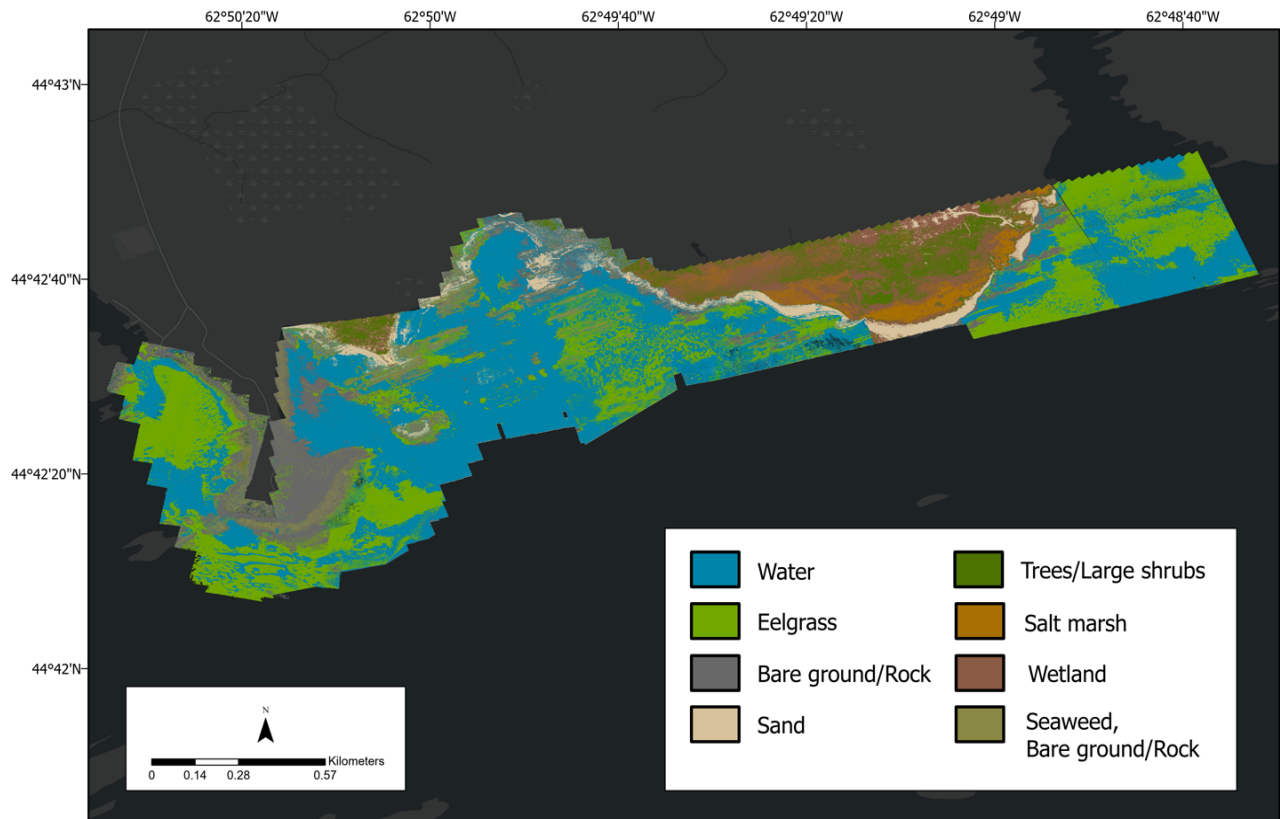 62°50'20"W 62°50'W 62°49'40"W 62°49'20"W 62°49'W 62°48'40"W
44°43'N
44°42'40"N
44°42'20"N
44°42'N
Water
Eelgrass
Bare ground/Rock
Sand
Trees/Large shrubs
Salt marsh
Wetland
Seaweed,
Bare ground/Rock
N
Kilometers
0 0.14 0.28 0.57